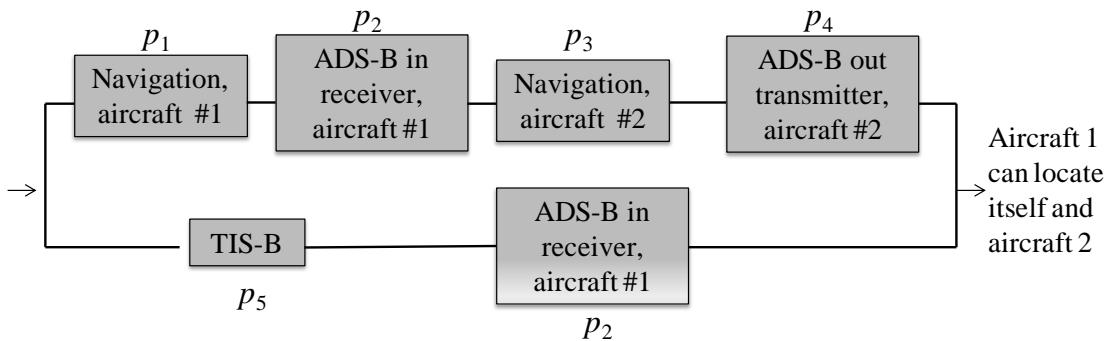 p1
p2
p3
p4
Navigation,
aircraft #1
ADS-B in
receiver,
aircraft #1
Navigation,
aircraft #2
ADS-B out
transmitter,
aircraft #2
Aircraft 1
can locate
itself and
aircraft 2
TIS-B
p5
ADS-B in
receiver,
aircraft #1
p2